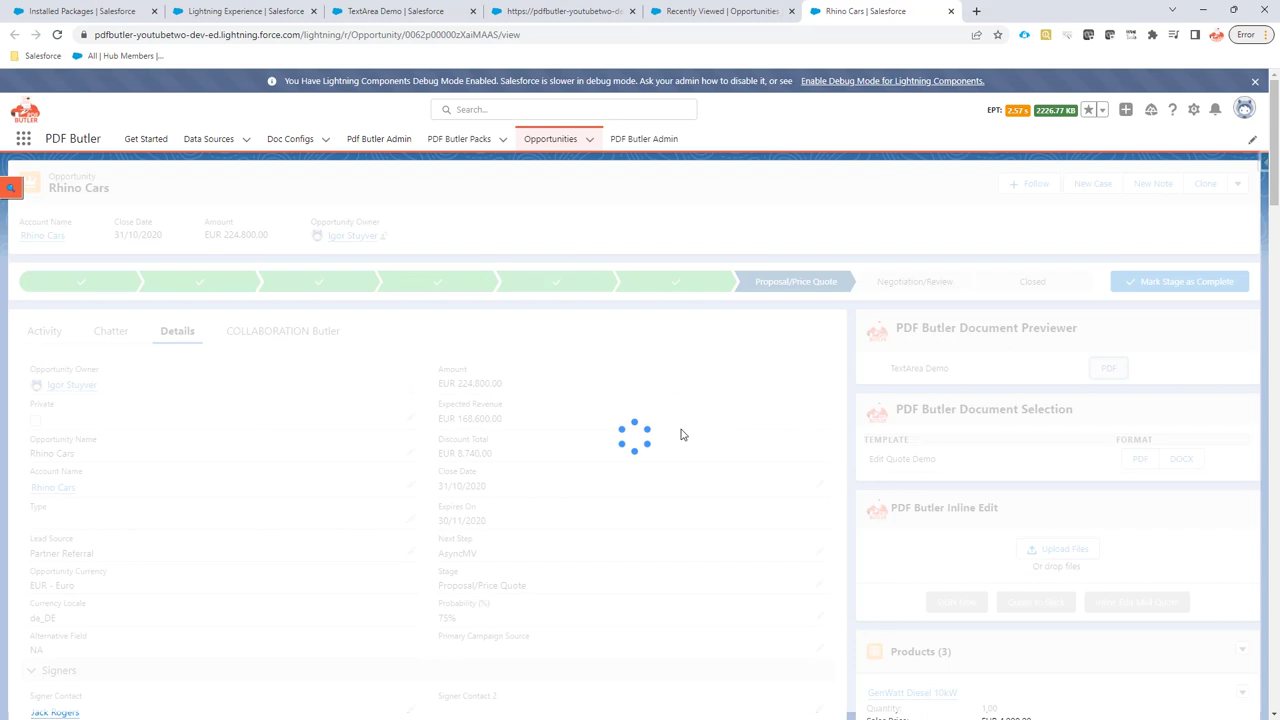 Installed Packages | Salesforce
Lightning Experience | Salesforce
TextArea Demo | Salesforce
https://pdfbutler-youtubetwo-de
Recently Viewed | Opportunities
Rhino Cars | Salesforce
pdfbutler-youtubetwo-dev-ed.lightning.force.com/lightning/r/Opportunity/0062p00000zXaiMAAS/view
Error
Salesforce
All | Hub Members |...
You Have Lightning Components Debug Mode Enabled. Salesforce is slower in debug mode. Ask your admin how to disable it, or see Enable Debug Mode for Lightning Components.
PDF BUTLER
Search...
EPT: 2.57 s 2226.77 KB
PDF Butler
Get Started
Data Sources
Doc Configs
Pdf Butler Admin
PDF Butler Packs
Opportunities
PDF Butler Admin
Opportunity
Rhino Cars
Follow
New Case
New Note
Clone
Account Name
Close Date
Amount
Opportunity Owner
Rhino Cars
31/10/2020
EUR 224.800,00
Igor Stuyver
Proposal/Price Quote
Negotiation/Review
Closed
Mark Stage as Complete
Activity
Chatter
Details
COLLABORATION Butler
Opportunity Owner
Igor Stuyver
Amount
EUR 224.800,00
Private
Expected Revenue
EUR 168.600,00
Opportunity Name
Rhino Cars
Discount Total
EUR 8.740,00
Account Name
Rhino Cars
Close Date
31/10/2020
Type
Expires On
30/11/2020
Lead Source
Partner Referral
Next Step
AsyncMV
Opportunity Currency
EUR - Euro
Stage
Proposal/Price Quote
Currency Locale
de_DE
Probability (%)
75%
Alternative Field
NA
Primary Campaign Source
Signers
Signer Contact
Jack Rogers
Signer Contact 2
PDF Butler Document Previewer
TextArea Demo
PDF
PDF Butler Document Selection
TEMPLATE
FORMAT
Edit Quote Demo
PDF
DOCX
PDF Butler Inline Edit
Upload Files
Or drop files
Products (3)
GenWatt Diesel 10kW
Quantity:
1,00